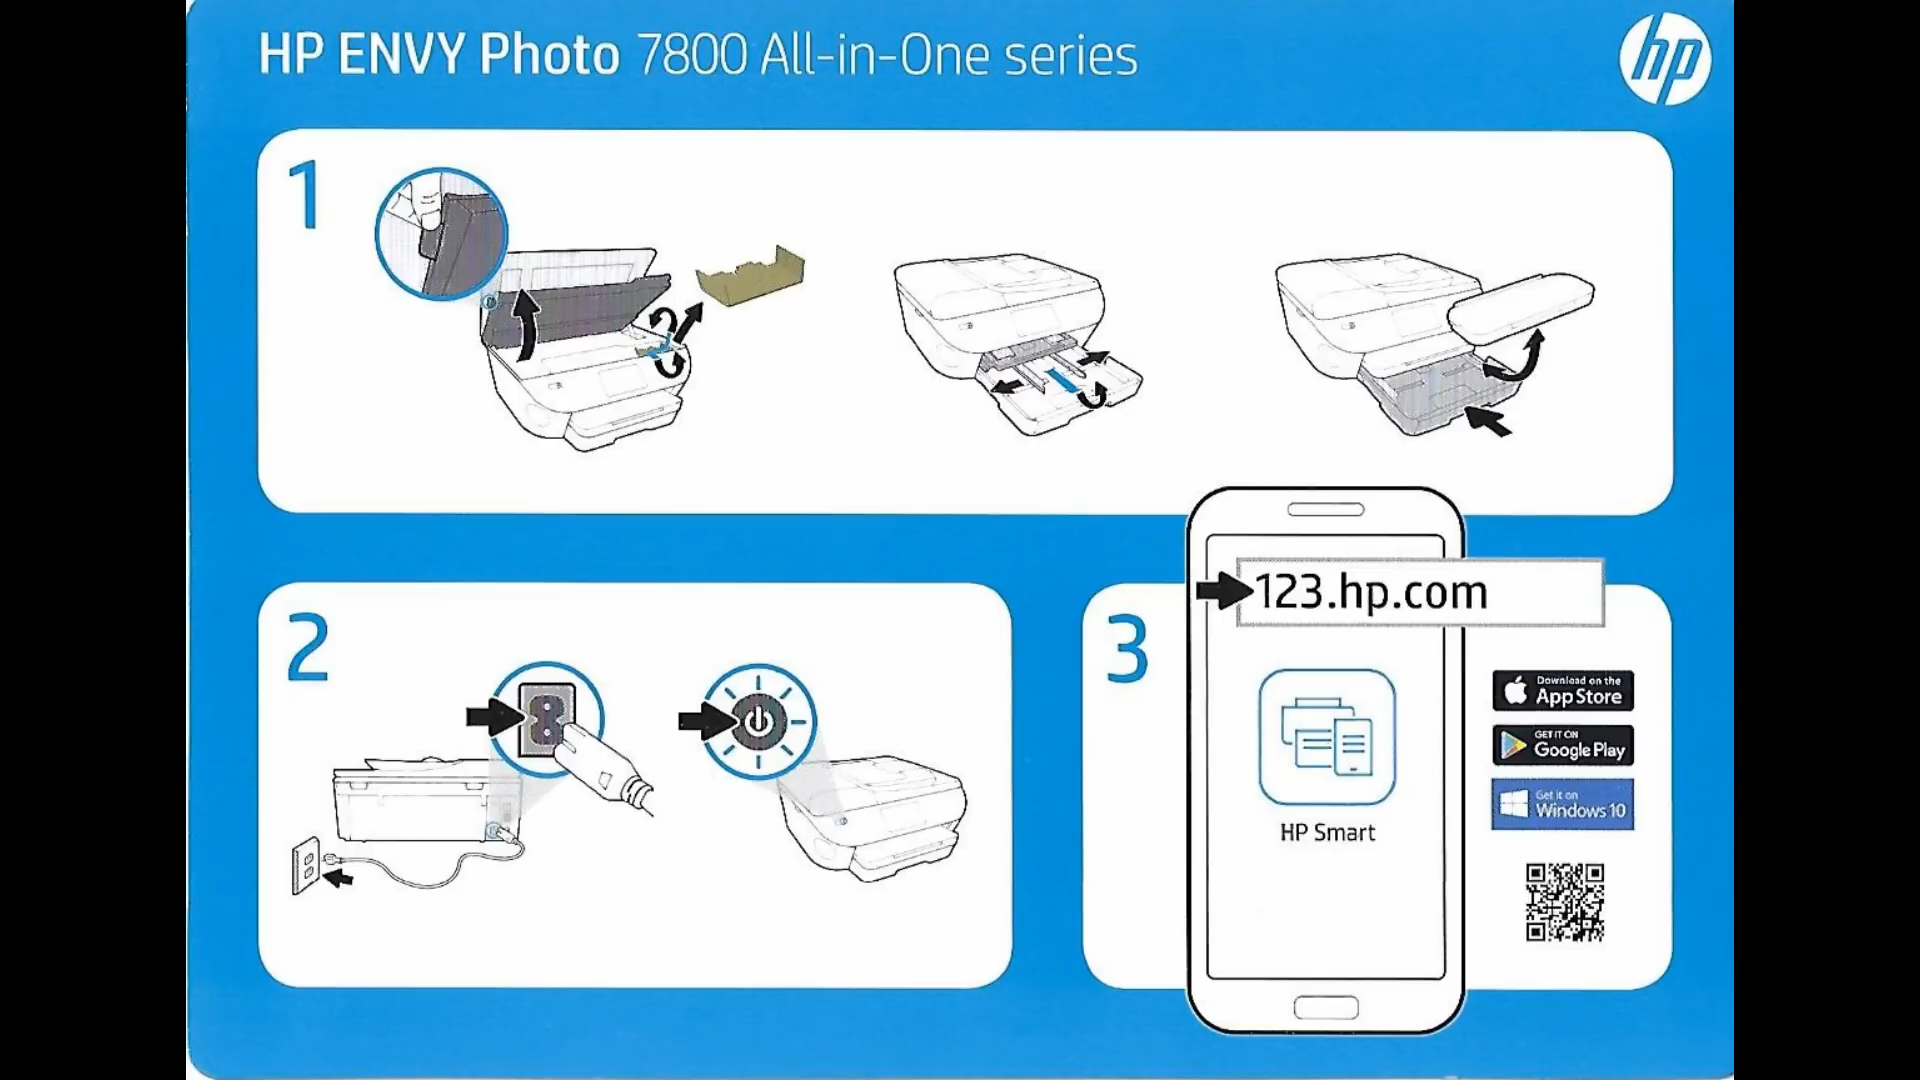 HP ENVY Photo 7800 All-in-One series
hp
1
2
3
123.hp.com
HP Smart
Download on the
App Store
GET IT ON
Google Play
Get it on
Windows 10